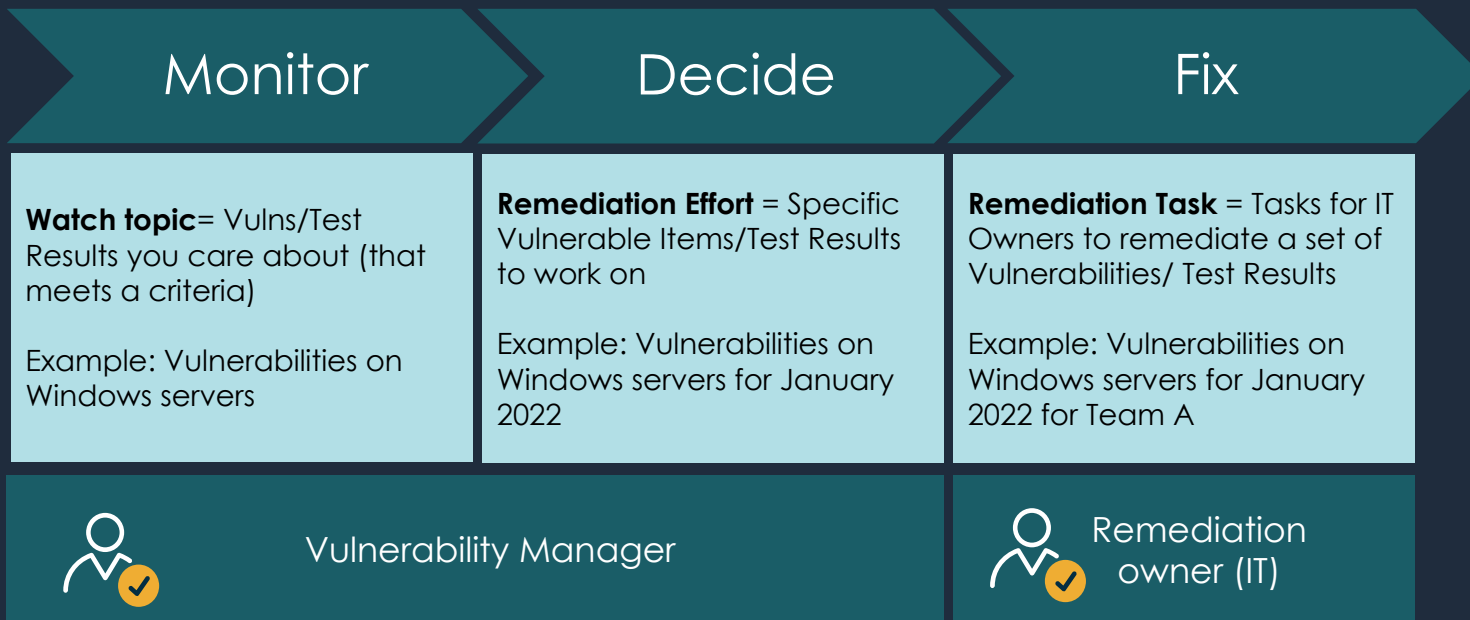 Monitor
Decide
Fix
Watch topic= Vulns/Test
Results you care about (that
meets a criteria)
Example: Vulnerabilities on
Windows servers
Remediation Effort = Specific
Vulnerable Items/Test Results
to work on
Example: Vulnerabilities on
Windows servers for January
2022
Remediation Task = Tasks for IT
Owners to remediate a set of
Vulnerabilities/ Test Results
Example: Vulnerabilities on
Windows servers for January
2022 for Team A
Vulnerability Manager
Remediation
owner (IT)